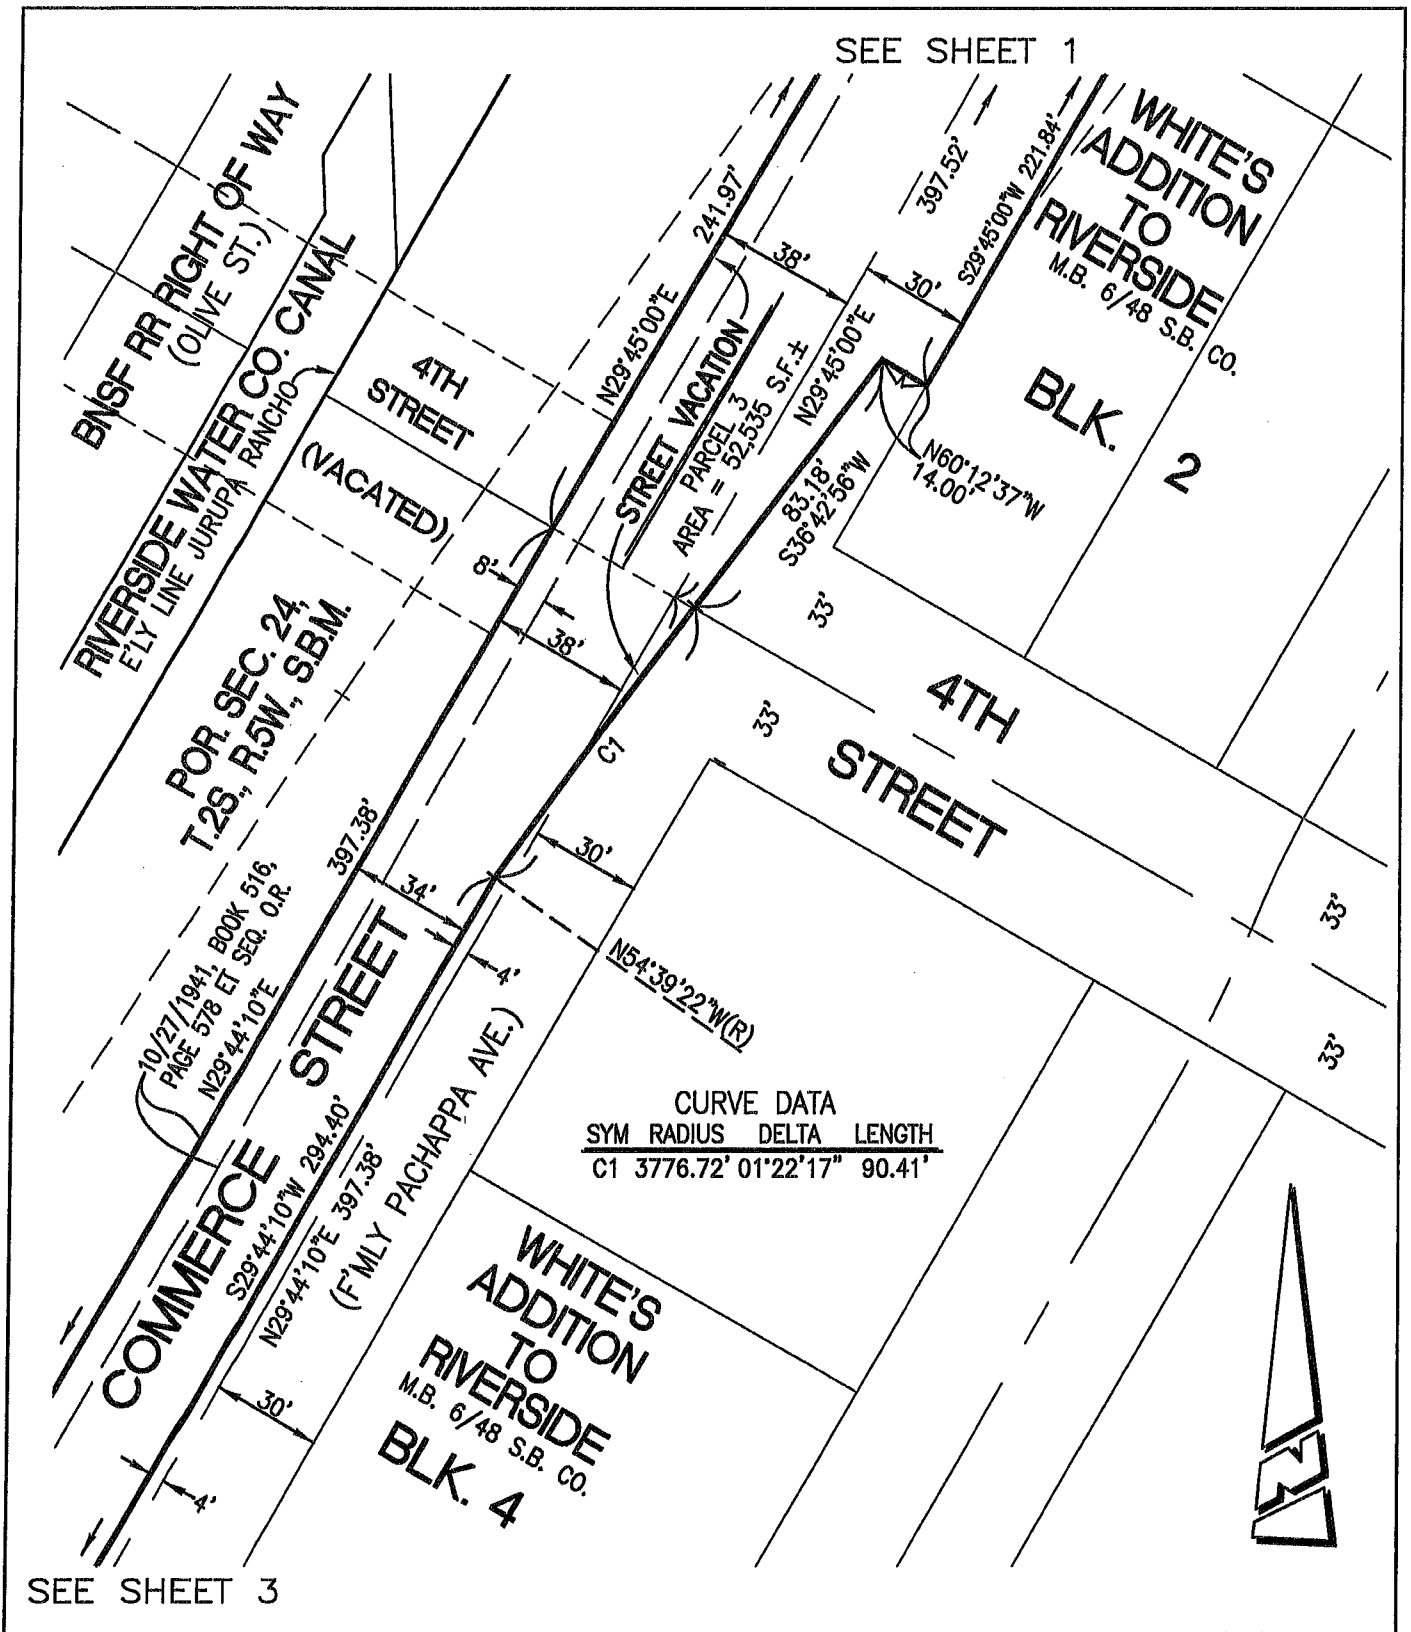 SEE SHEET 1
BNSF RR RIGHT OF WAY
(OLIVE ST.)
RIVERSIDE WATER CO. CANAL
E'LY LINE JURUPA RANCHO
4TH
STREET
(VACATED)
241.97'
N29°45'00"E
38'
STREET VACATION
PARCEL 3
AREA = 52,535 S.F.±
397.52'
N29°45'00"E
30'
S29°45'00"W 221.84'
WHITE'S
ADDITION
TO
RIVERSIDE
M.B. 6/48 S.B. CO.
BLK. 2
N60°12'37"W
14.00'
83.18'
S36°42'56"W
8'
38'
33'
33'
4TH
STREET
33'
33'
C1
POR. SEC. 24,
T.2S., R.5W., S.B.M.
397.38'
10/27/1941, BOOK 516,
PAGE 578 ET SEQ. O.R.
N29°44'10"E
34'
30'
4'
N54°39'22"W(R)
COMMERCE STREET
S29°44'10"W 294.40'
N29°44'10"E 397.38'
(F'MLY PACHAPPA AVE.)
CURVE DATA
SYM RADIUS DELTA LENGTH
C1 3776.72' 01°22'17" 90.41'
WHITE'S
ADDITION
TO
RIVERSIDE
M.B. 6/48 S.B. CO.
BLK. 4
30'
4'
N
SEE SHEET 3